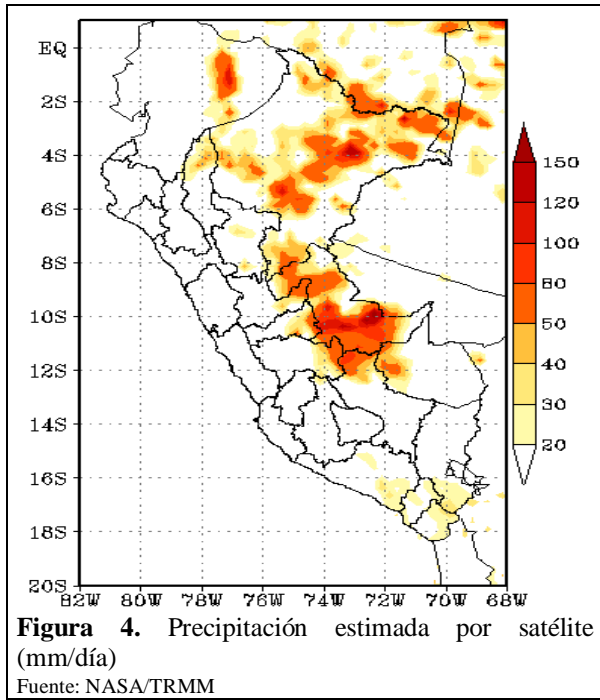 EQ
2S
4S
6S
8S
10S
12S
14S
16S
18S
20S
82W 80W 78W 76W 74W 72W 70W 68W
150
120
100
80
50
40
30
20
Figura 4. Precipitación estimada por satélite
(mm/día)
Fuente: NASA/TRMM